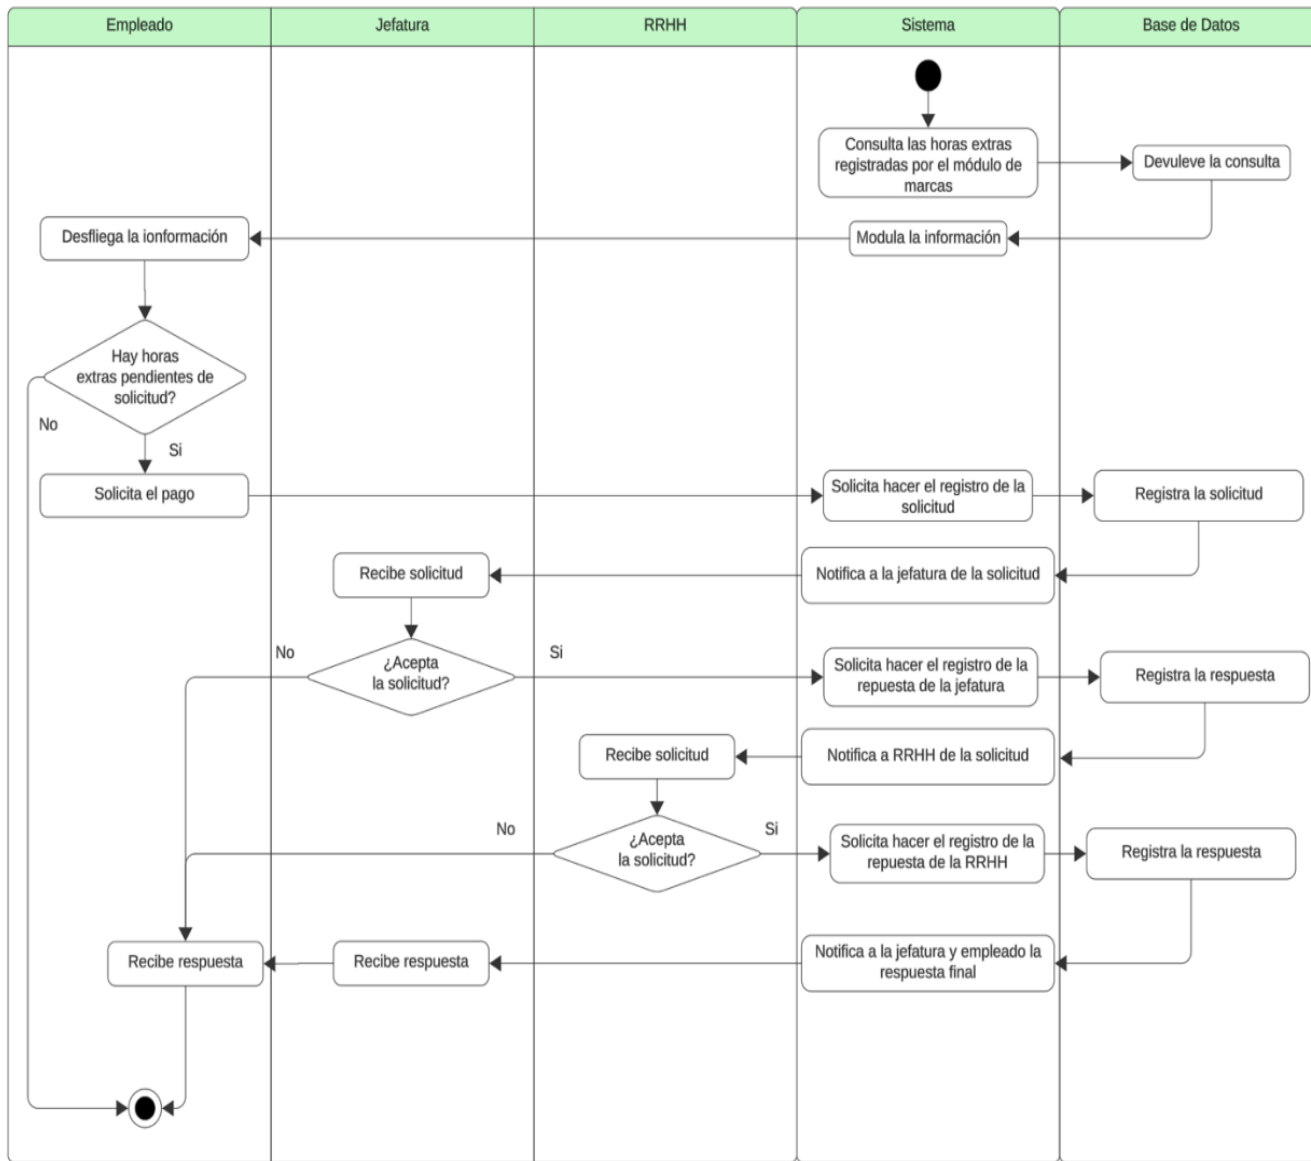 Empleado
Jefatura
RRHH
Sistema
Base de Datos
Consulta las horas extras
registradas por el módulo de
marcas
Devuleve la consulta
Desfliega la ionformación
Modula la información
Hay horas
extras pendientes de
solicitud?
No
Si
Solicita el pago
Solicita hacer el registro de la
solicitud
Registra la solicitud
Recibe solicitud
Notifica a la jefatura de la solicitud
No
¿Acepta
la solicitud?
Si
Solicita hacer el registro de la
repuesta de la jefatura
Registra la respuesta
Recibe solicitud
Notifica a RRHH de la solicitud
No
¿Acepta
la solicitud?
Si
Solicita hacer el registro de la
repuesta de la RRHH
Registra la respuesta
Recibe respuesta
Recibe respuesta
Notifica a la jefatura y empleado la
respuesta final